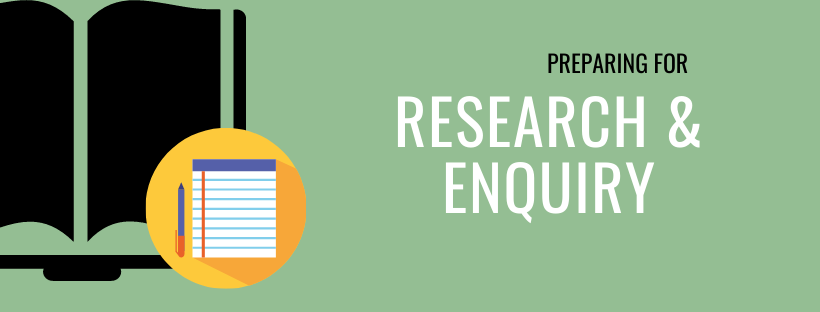 PREPARING FOR
RESEARCH &
ENQUIRY